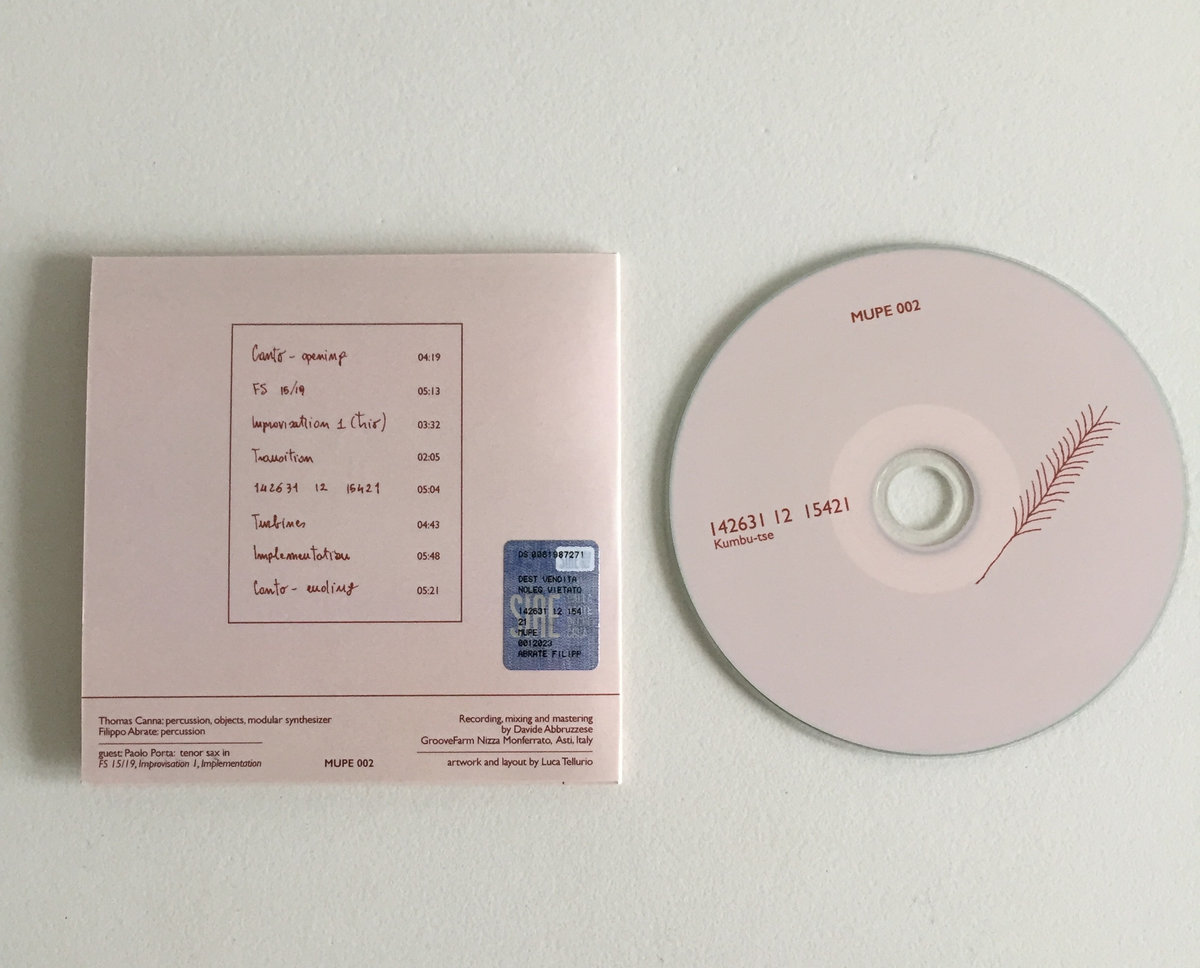 Canto - opening 04:19
FS 15/19 05:13
Improvisation 1 (trio) 03:32
Transition 02:05
142631 12 15421 05:04
Turbines 04:43
Implementation 05:48
Canto - ending 05:21
DS 0081987271
DEST VENDITA
NOLEG VIETATO
SIAE
142631 12 154
21
MUPE
0012023
ABRATE FILIPP
Thomas Canna: percussion, objects, modular synthesizer
Filippo Abrate: percussion
guest: Paolo Porta: tenor sax in
FS 15/19, Improvisation 1, Implementation
MUPE 002
Recording, mixing and mastering
by Davide Abbruzzese
GrooveFarm Nizza Monferrato, Asti, Italy
artwork and layout by Luca Tellurio
MUPE 002
142631 12 15421
Kumbu-tse